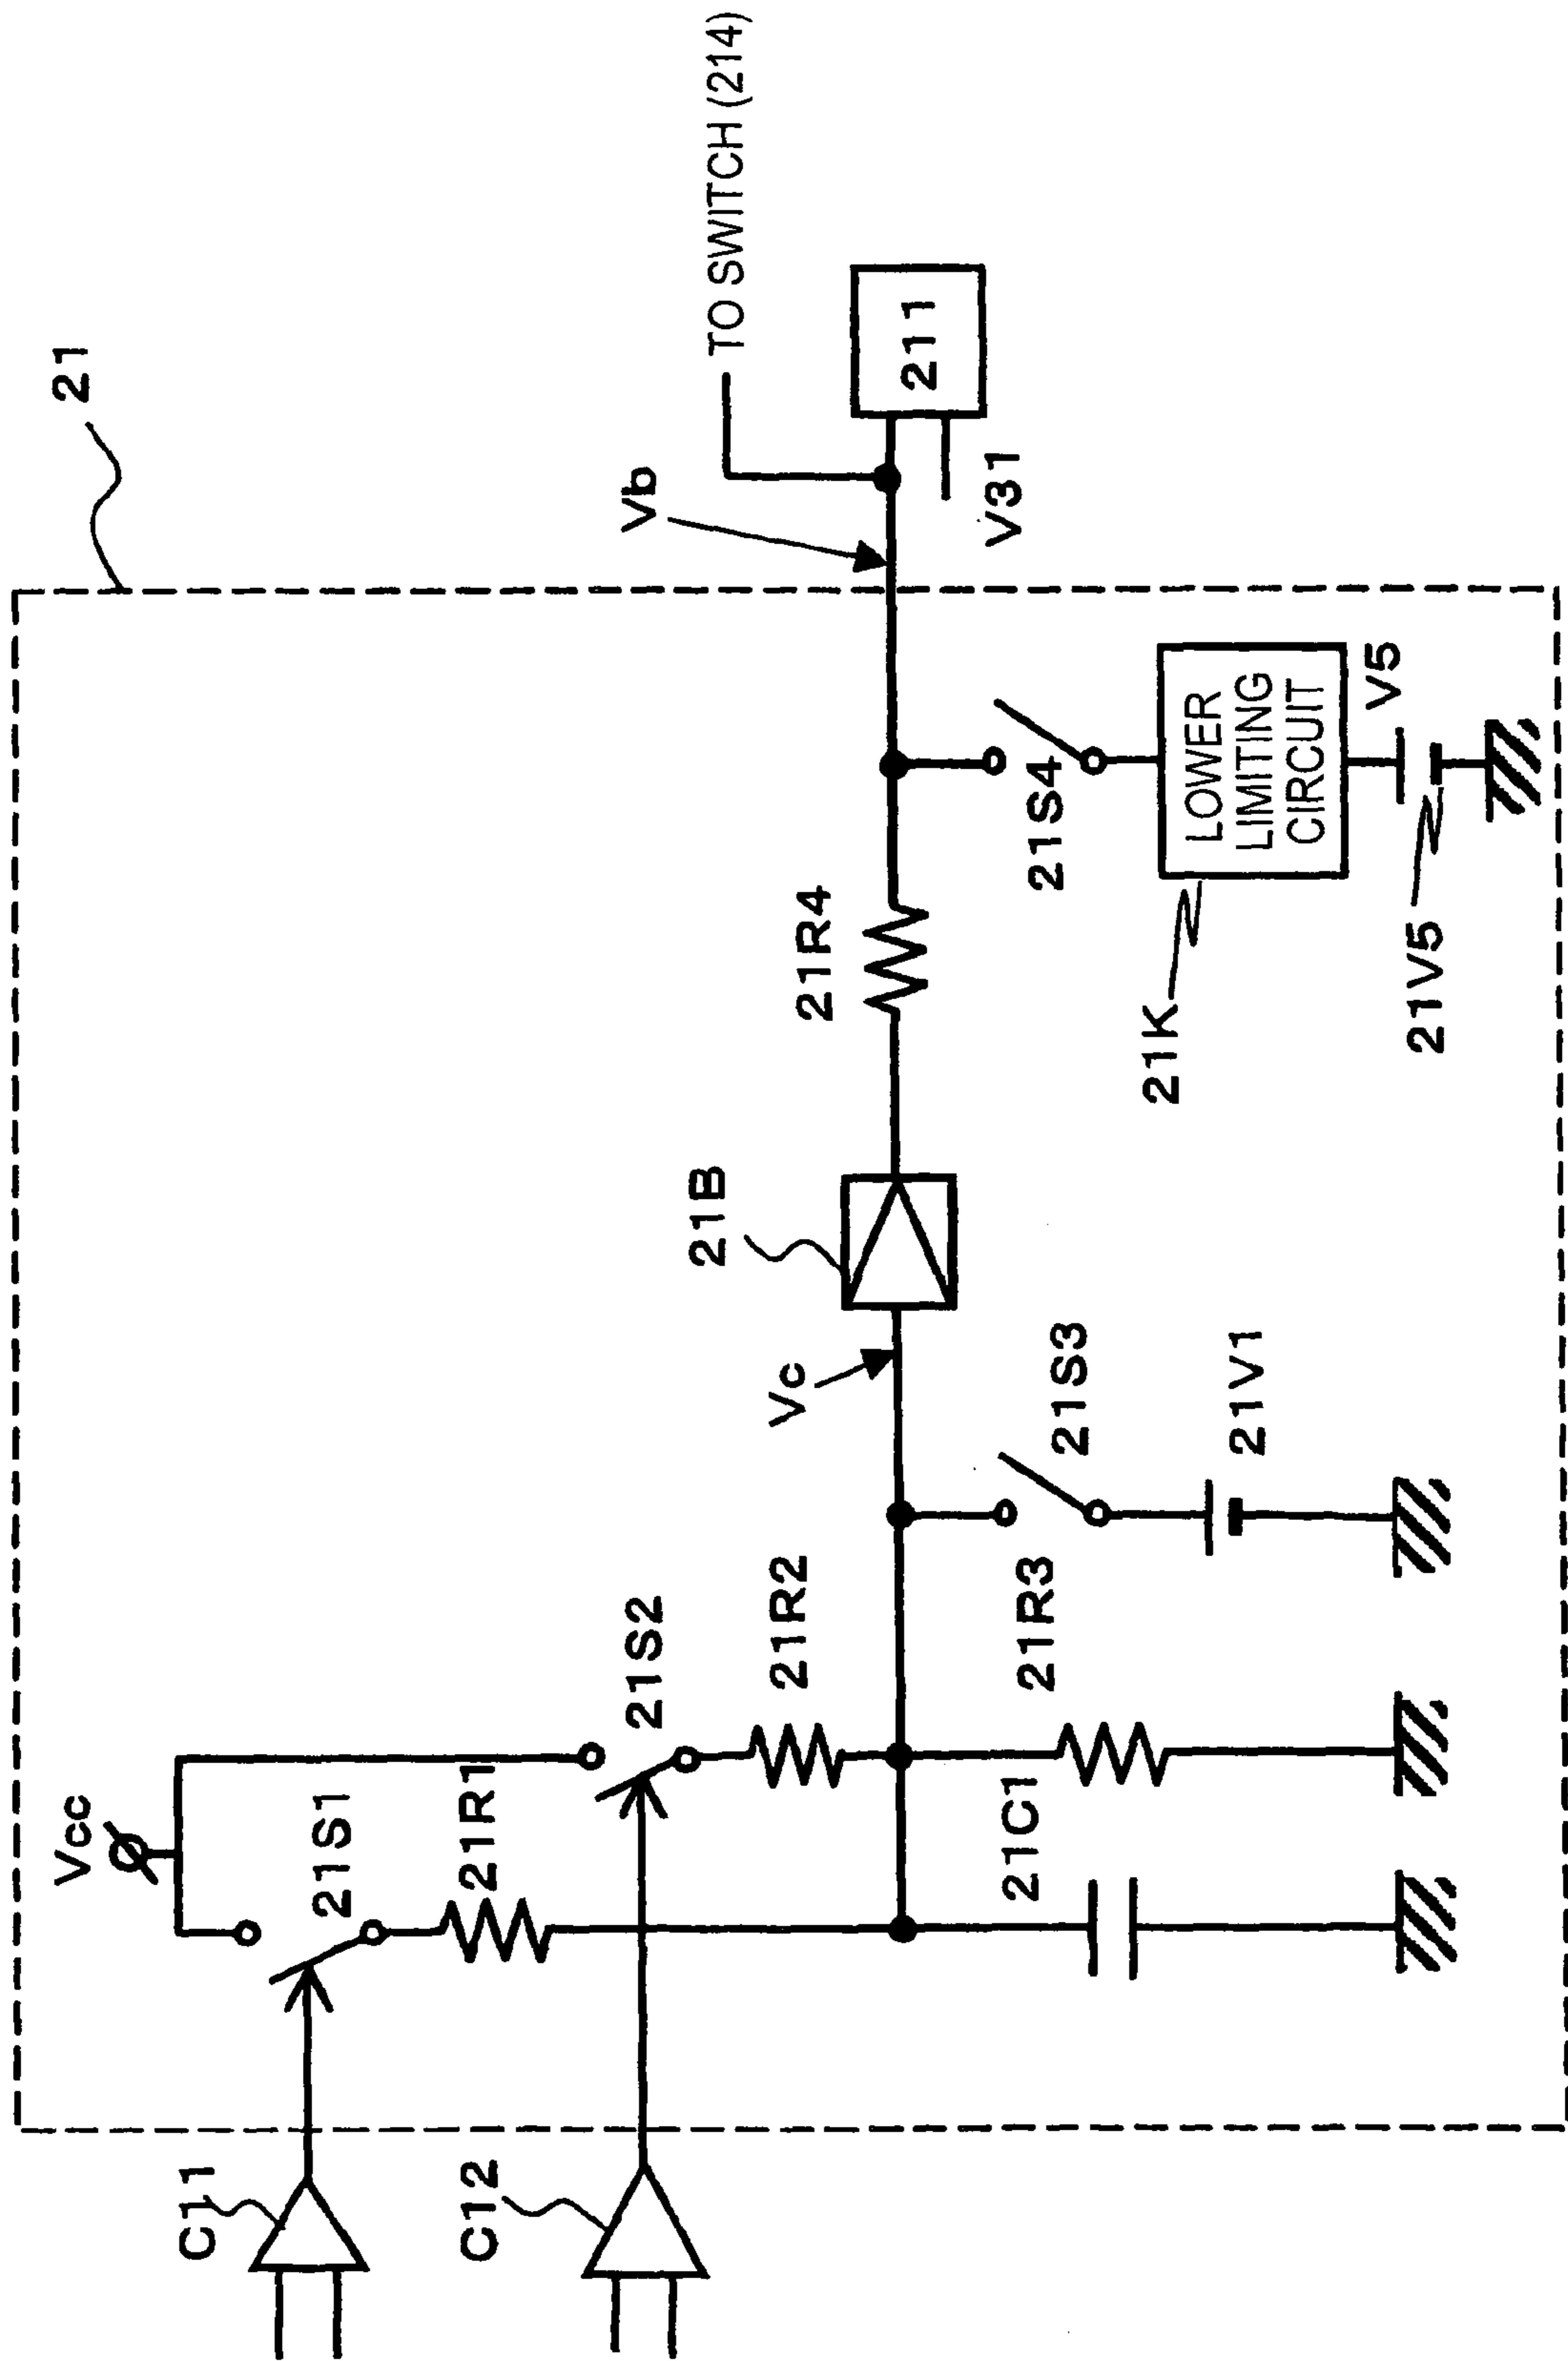 21
Vcc
C11
21S1
C12
21R1
21S2
21R2
21B
21R4
Vb
TO SWITCH (214)
Vc
211
V31
21C1
21R3
21S3
21V1
21S4
21K
LOWER
LIMITING
CIRCUIT
V5
21V5